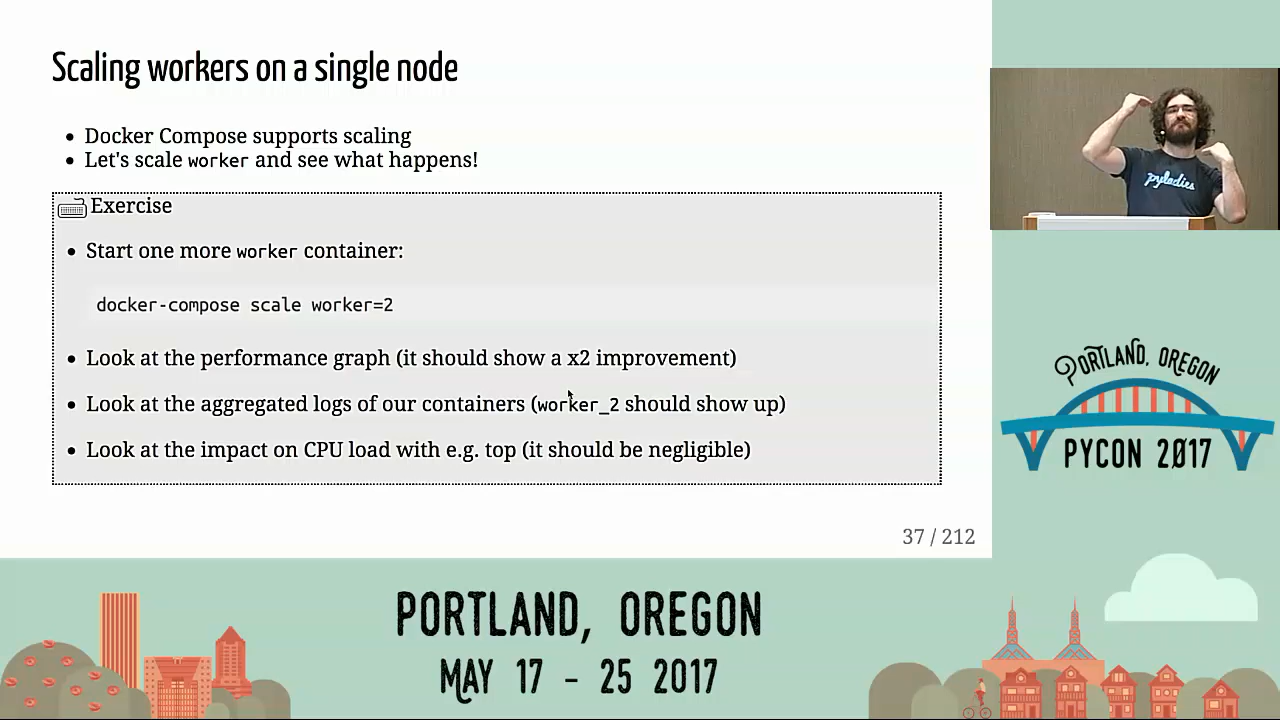 Scaling workers on a single node
Docker Compose supports scaling
Let's scale worker and see what happens!
Exercise
Start one more worker container:
docker-compose scale worker=2
Look at the performance graph (it should show a x2 improvement)
Look at the aggregated logs of our containers (worker_2 should show up)
Look at the impact on CPU load with e.g. top (it should be negligible)
37 / 212
pyladies
PORTLAND, OREGON
PYCON 2017
PORTLAND, OREGON
MAY 17 - 25 2017